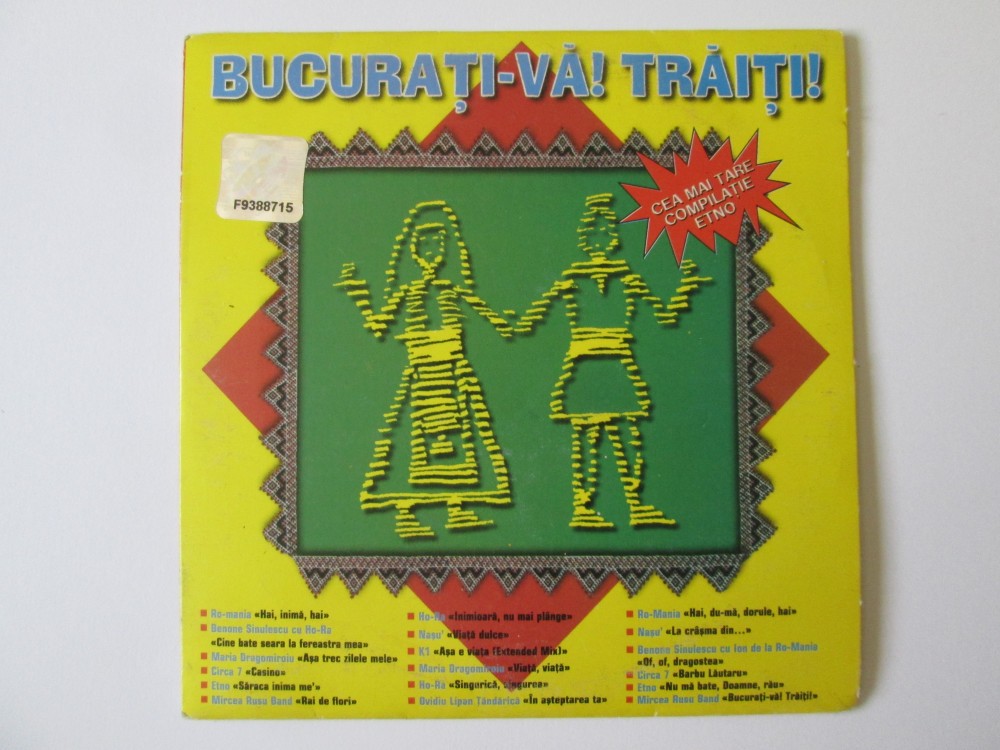 BUCURAȚI-VĂ! TRĂIȚI!
F9388715
CEA MAI TARE
COMPILAȚIE
ETNO
Ro-mania «Hai, inimă, hai»
Benone Sinulescu cu Ho-Ra
«Cine bate seara la fereastra mea»
Maria Dragomiroiu «Așa trec zilele mele»
Circa 7 «Casino»
Etno «Săraca inima me'»
Mircea Rusu Band «Rai de flori»
Ho-Ra «Inimioară, nu mai plânge»
Nașu' «Viață dulce»
K1 «Așa e viața (Extended Mix)»
Maria Dragomiroiu «Viață, viață»
Ho-Ră «Singurică, singurea»
Ovidiu Lipan Țăndărică «În așteptarea ta»
Ro-Mania «Hai, du-mă, dorule, hai»
Nașu' «La crâșma din...»
Benone Sinulescu cu Ion de la Ro-Mania
«Of, of, dragostea»
Circa 7 «Barbu Lăutaru»
Etno «Nu mă bate, Doamne, rău»
Mircea Rusu Band «Bucurați-vă! Trăiți!»